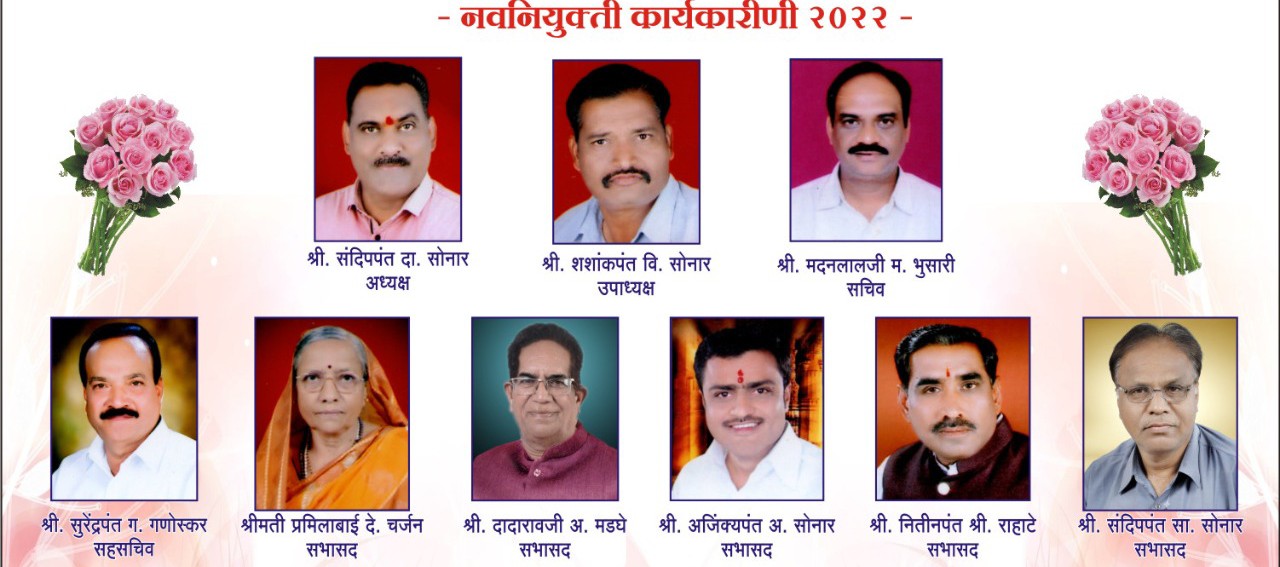 - नवनियुक्ती कार्यकारीणी २०२२ -
श्री. संदिपपंत दा. सोनार
अध्यक्ष
श्री. शशांकपंत वि. सोनार
उपाध्यक्ष
श्री. मदनलालजी म. भुसारी
सचिव
श्री. सुरेंद्रपंत ग. गणोस्कर
सहसचिव
श्रीमती प्रमिलाबाई दे. चर्जन
सभासद
श्री. दादारावजी अ. मडघे
सभासद
श्री. अजिंक्यपंत अ. सोनार
सभासद
श्री. नितीनपंत श्री. राहाटे
सभासद
श्री. संदिपपंत सा. सोनार
सभासद